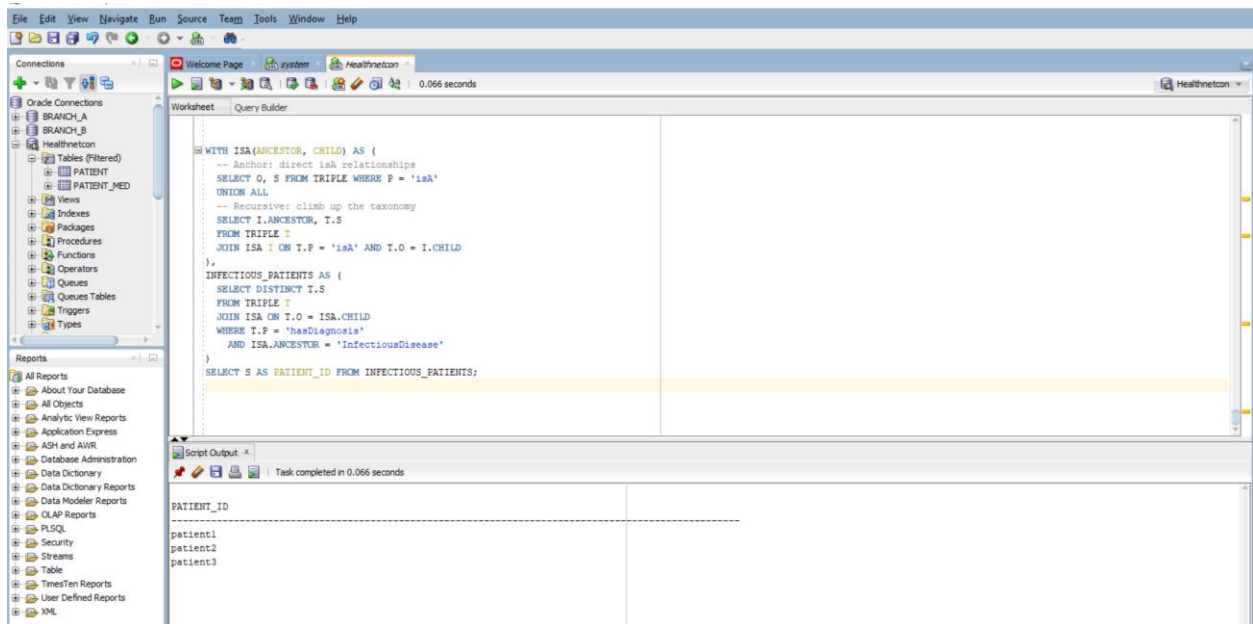 File Edit View Navigate Run Source Team Tools Window Help
Connections
Oracle Connections
BRANCH_A
BRANCH_B
Healthnetcon
Tables (Filtered)
PATIENT
PATIENT_MED
Views
Indexes
Packages
Procedures
Functions
Operators
Queues
Queues Tables
Triggers
Types
Reports
All Reports
About Your Database
All Objects
Analytic View Reports
Application Express
ASH and AWR
Database Administration
Data Dictionary
Data Dictionary Reports
Data Modeler Reports
OLAP Reports
PLSQL
Security
Streams
Table
TimesTen Reports
User Defined Reports
XML
Welcome Page system Healthnetcon
0.066 seconds Healthnetcon
Worksheet Query Builder
WITH ISA(ANCESTOR, CHILD) AS (
-- Anchor: direct isA relationships
SELECT O, S FROM TRIPLE WHERE P = 'isA'
UNION ALL
-- Recursive: climb up the taxonomy
SELECT I.ANCESTOR, T.S
FROM TRIPLE T
JOIN ISA I ON T.P = 'isA' AND T.O = I.CHILD
),
INFECTIOUS_PATIENTS AS (
SELECT DISTINCT T.S
FROM TRIPLE T
JOIN ISA ON T.O = ISA.CHILD
WHERE T.P = 'hasDiagnosis'
AND ISA.ANCESTOR = 'InfectiousDisease'
)
SELECT S AS PATIENT_ID FROM INFECTIOUS_PATIENTS;
Script Output
Task completed in 0.066 seconds
PATIENT_ID
--------------------------------------------------------------------------------
patient1
patient2
patient3